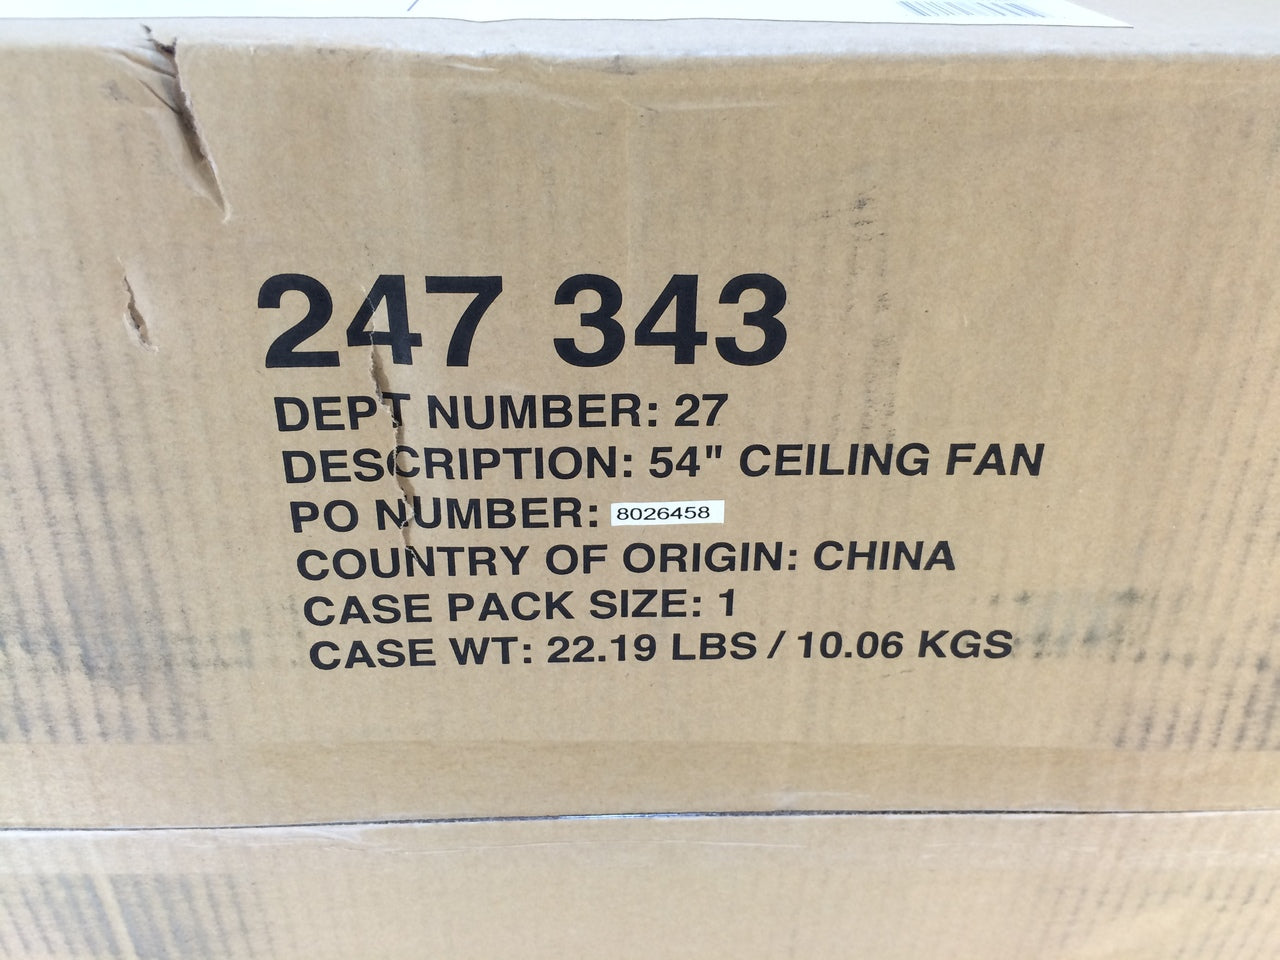 247 343
DEPT NUMBER: 27
DESCRIPTION: 54" CEILING FAN
PO NUMBER: 8026458
COUNTRY OF ORIGIN: CHINA
CASE PACK SIZE: 1
CASE WT: 22.19 LBS / 10.06 KGS